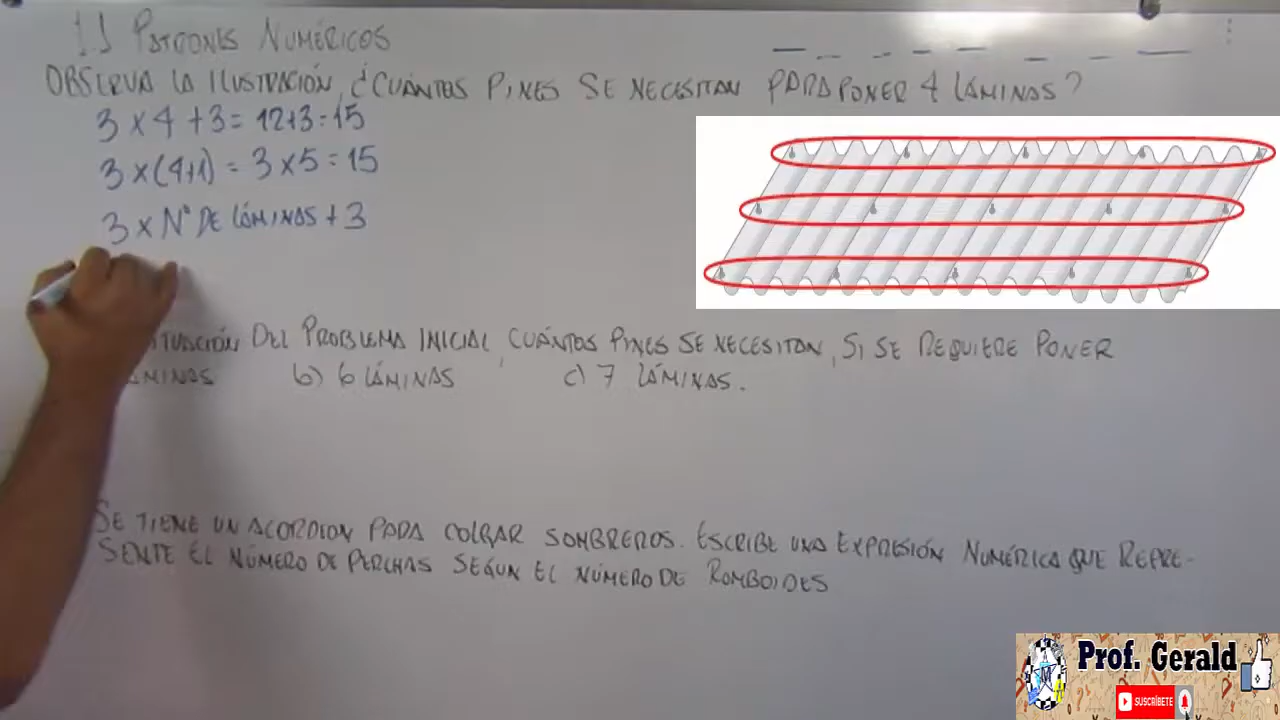 1.1 PATRONES NUMÉRICOS
OBSERVA LA ILUSTRACIÓN, ¿CUÁNTOS PINES SE NECESITAN PARA PONER 4 LÁMINAS?
3 × 4 + 3 = 12+3 = 15
3 × (4+1) = 3 × 5 = 15
3 × N° DE LÁMINAS + 3
DEL PROBLEMA INICIAL, CUÁNTOS PINES SE NECESITAN, SI SE REQUIERE PONER
b) 6 LÁMINAS c) 7 LÁMINAS.
SE TIENE UN ACORDION PARA COLGAR SOMBREROS. ESCRIBE UNA EXPRESIÓN NUMÉRICA QUE REPRE-
SENTE EL NÚMERO DE PERCHAS SEGÚN EL NÚMERO DE ROMBOIDES
Prof. Gerald
SUSCRÍBETE